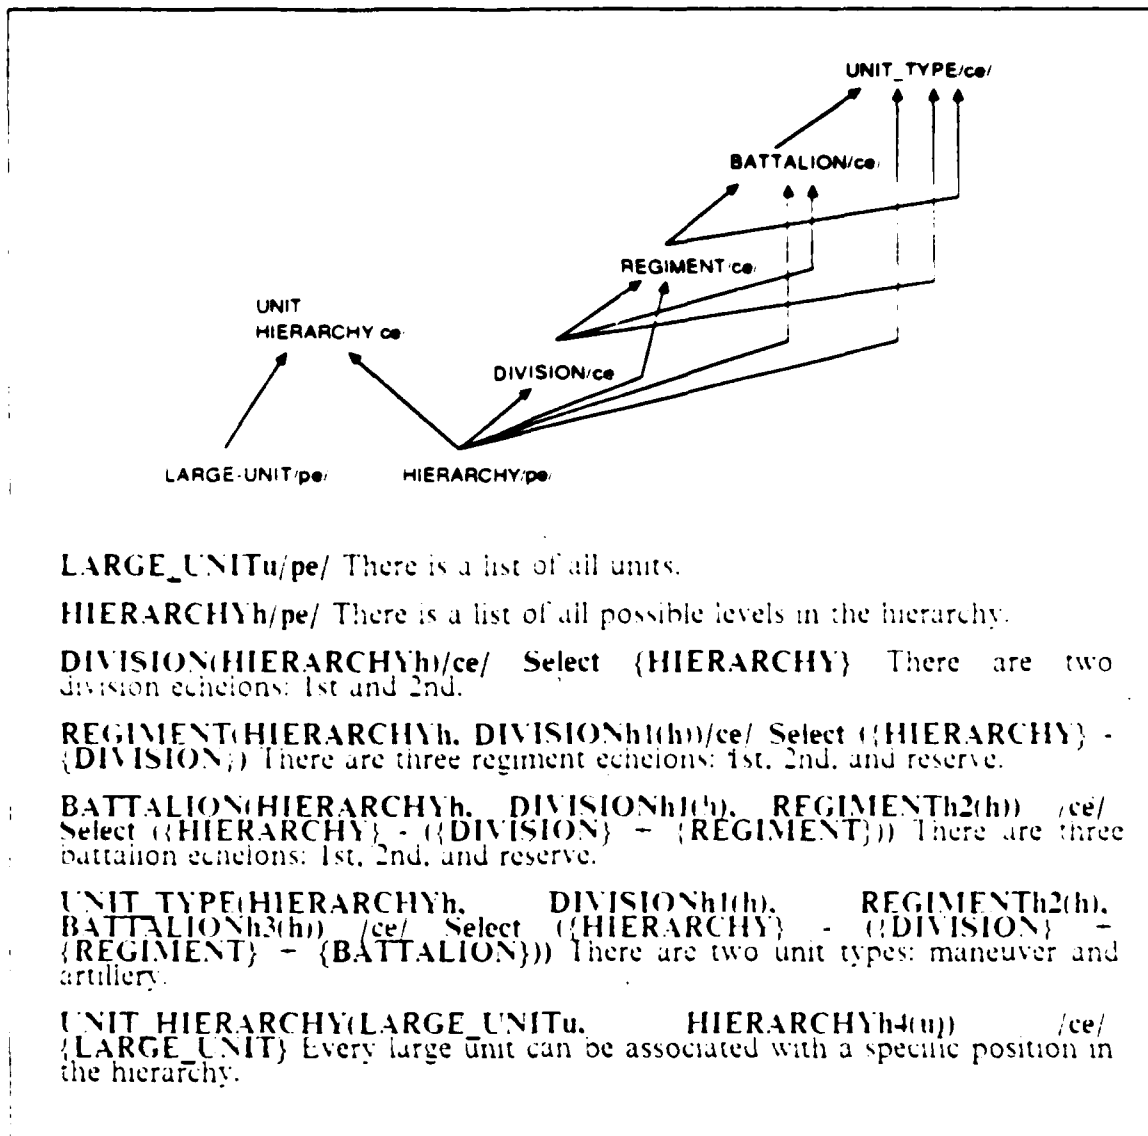 UNIT_TYPE/ce/
BATTALION/ce/
REGIMENT/ce/
UNIT
HIERARCHY ce/
DIVISION/ce
LARGE-UNIT/pe/ HIERARCHY/pe/
LARGE_UNITu/pe/ There is a list of all units.
HIERARCHYh/pe/ There is a list of all possible levels in the hierarchy.
DIVISION(HIERARCHYh)/ce/ Select {HIERARCHY} There are two
division echelons: 1st and 2nd.
REGIMENT(HIERARCHYh, DIVISIONh1(h))/ce/ Select ({HIERARCHY} -
{DIVISION}) There are three regiment echelons: 1st, 2nd, and reserve.
BATTALION(HIERARCHYh, DIVISIONh1(h), REGIMENTh2(h)) /ce/
Select ({HIERARCHY} - ({DIVISION} + {REGIMENT})) There are three
battalion echelons: 1st, 2nd, and reserve.
UNIT_TYPE(HIERARCHYh, DIVISIONh1(h), REGIMENTh2(h),
BATTALIONh3(h)) /ce/ Select ({HIERARCHY} - ({DIVISION} +
{REGIMENT} + {BATTALION})) There are two unit types: maneuver and
artillery.
UNIT_HIERARCHY(LARGE_UNITu, HIERARCHYh4(u)) /ce/
{LARGE_UNIT} Every large unit can be associated with a specific position in
the hierarchy.